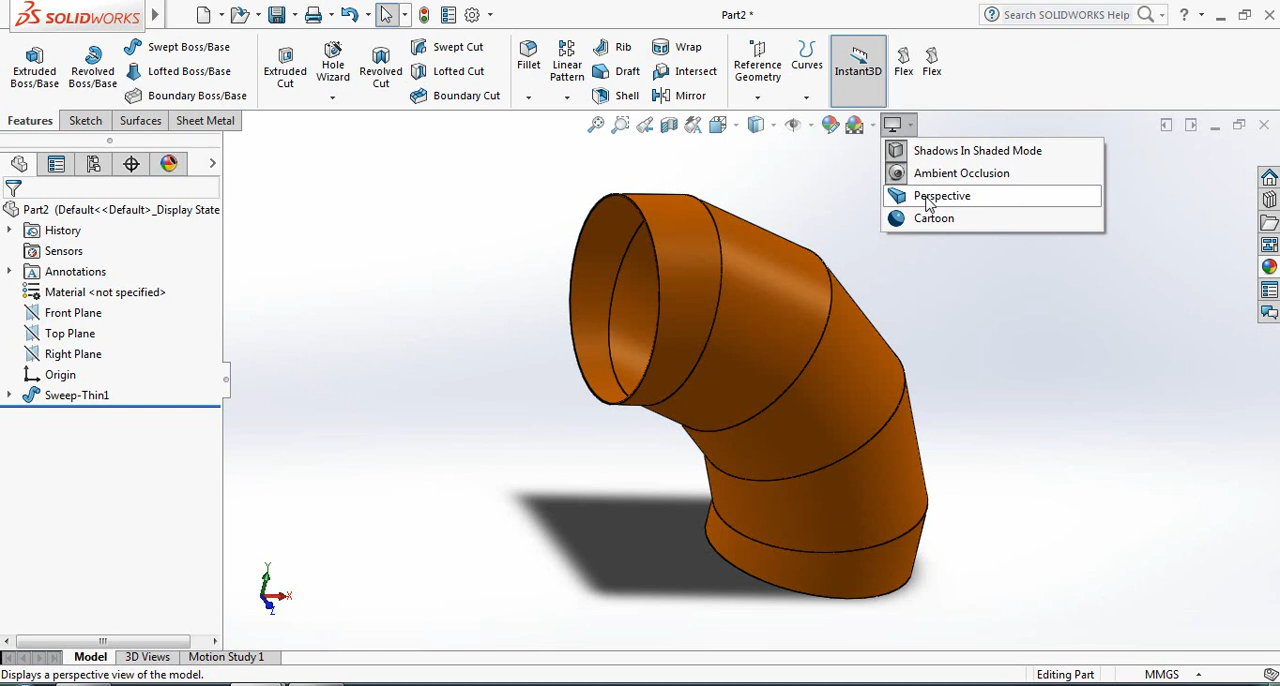 SOLIDWORKS
Part2 *
Search SOLIDWORKS Help
Extruded Boss/Base
Revolved Boss/Base
Swept Boss/Base
Lofted Boss/Base
Boundary Boss/Base
Extruded Cut
Hole Wizard
Revolved Cut
Swept Cut
Lofted Cut
Boundary Cut
Fillet
Linear Pattern
Rib
Draft
Shell
Wrap
Intersect
Mirror
Reference Geometry
Curves
Instant3D
Flex
Flex
Features
Sketch
Surfaces
Sheet Metal
Shadows In Shaded Mode
Ambient Occlusion
Perspective
Cartoon
Part2 (Default<<Default>_Display State
History
Sensors
Annotations
Material <not specified>
Front Plane
Top Plane
Right Plane
Origin
Sweep-Thin1
Y
X
Z
Model
3D Views
Motion Study 1
Displays a perspective view of the model.
Editing Part
MMGS